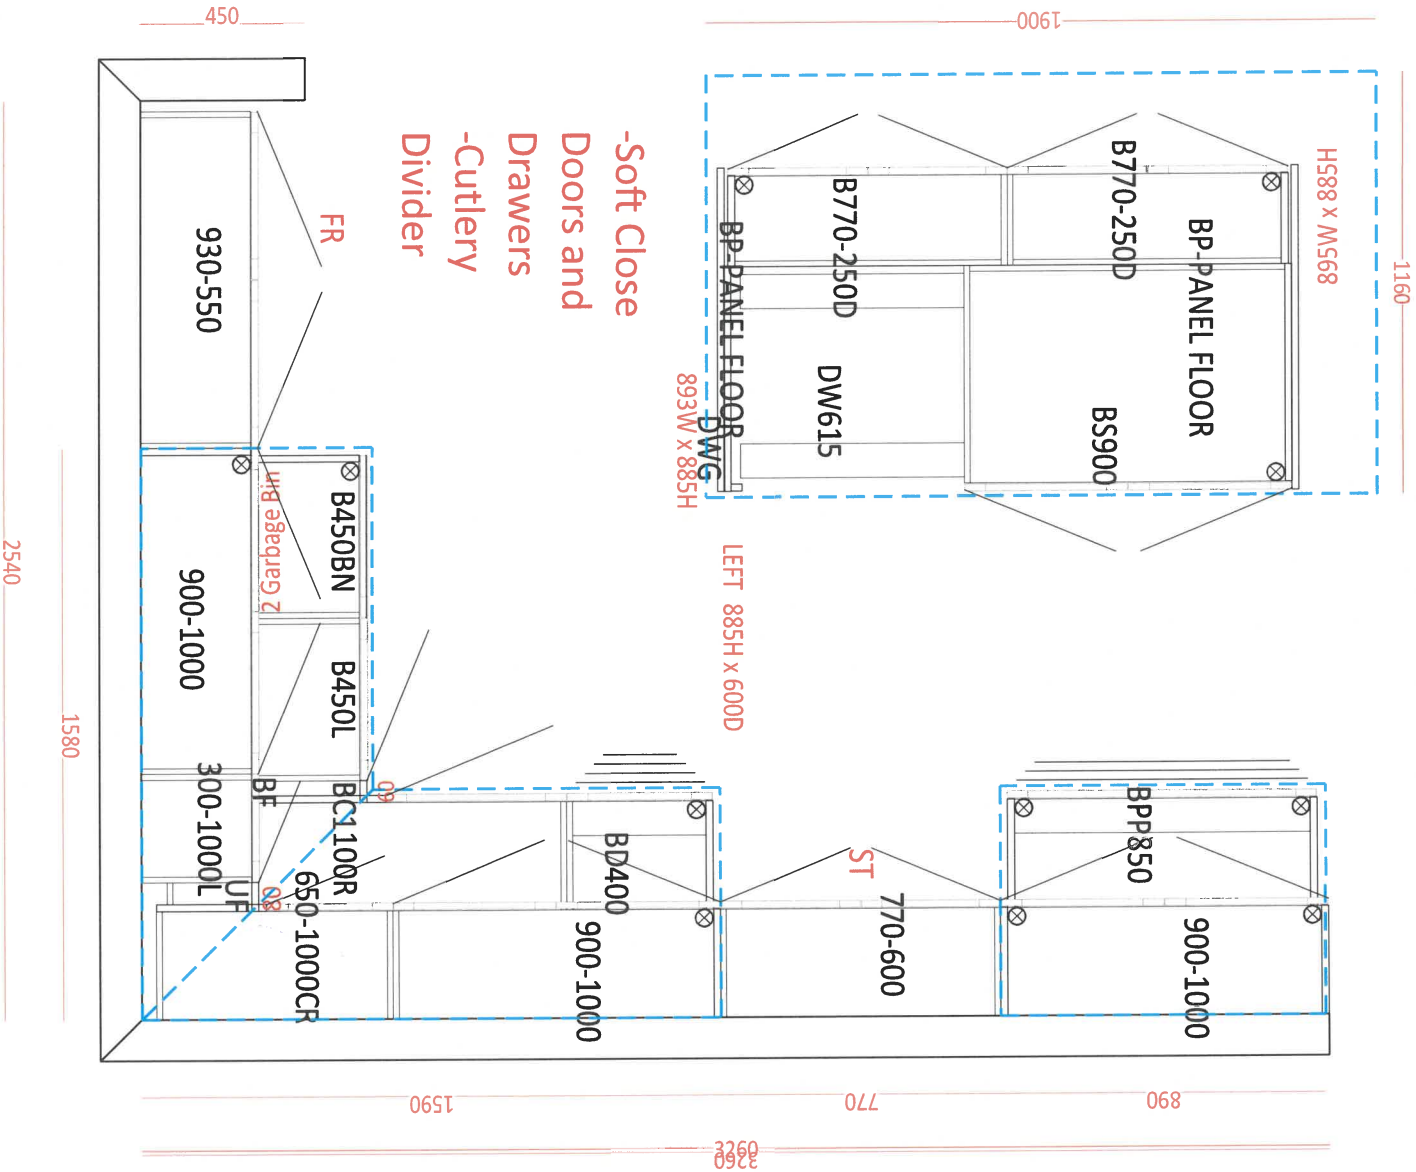 450
1900
-Soft Close
Doors and
Drawers
-Cutlery
Divider
FR
930-550
B770-250D
B770-250D
BP-PANEL FLOOR
BP-PANEL FLOOR
895W x 885H
1160
DW615
BS900
DWG
893W x 885H
LEFT 885H x 600D
2 Garbage Bin
B450BN
900-1000
B450L
2540
1580
300-1000L
BF
BC1100R
60
UF
80
650-1000CR
BD400
900-1000
ST
770-600
BPP850
900-1000
1590
770
890
3260
3260